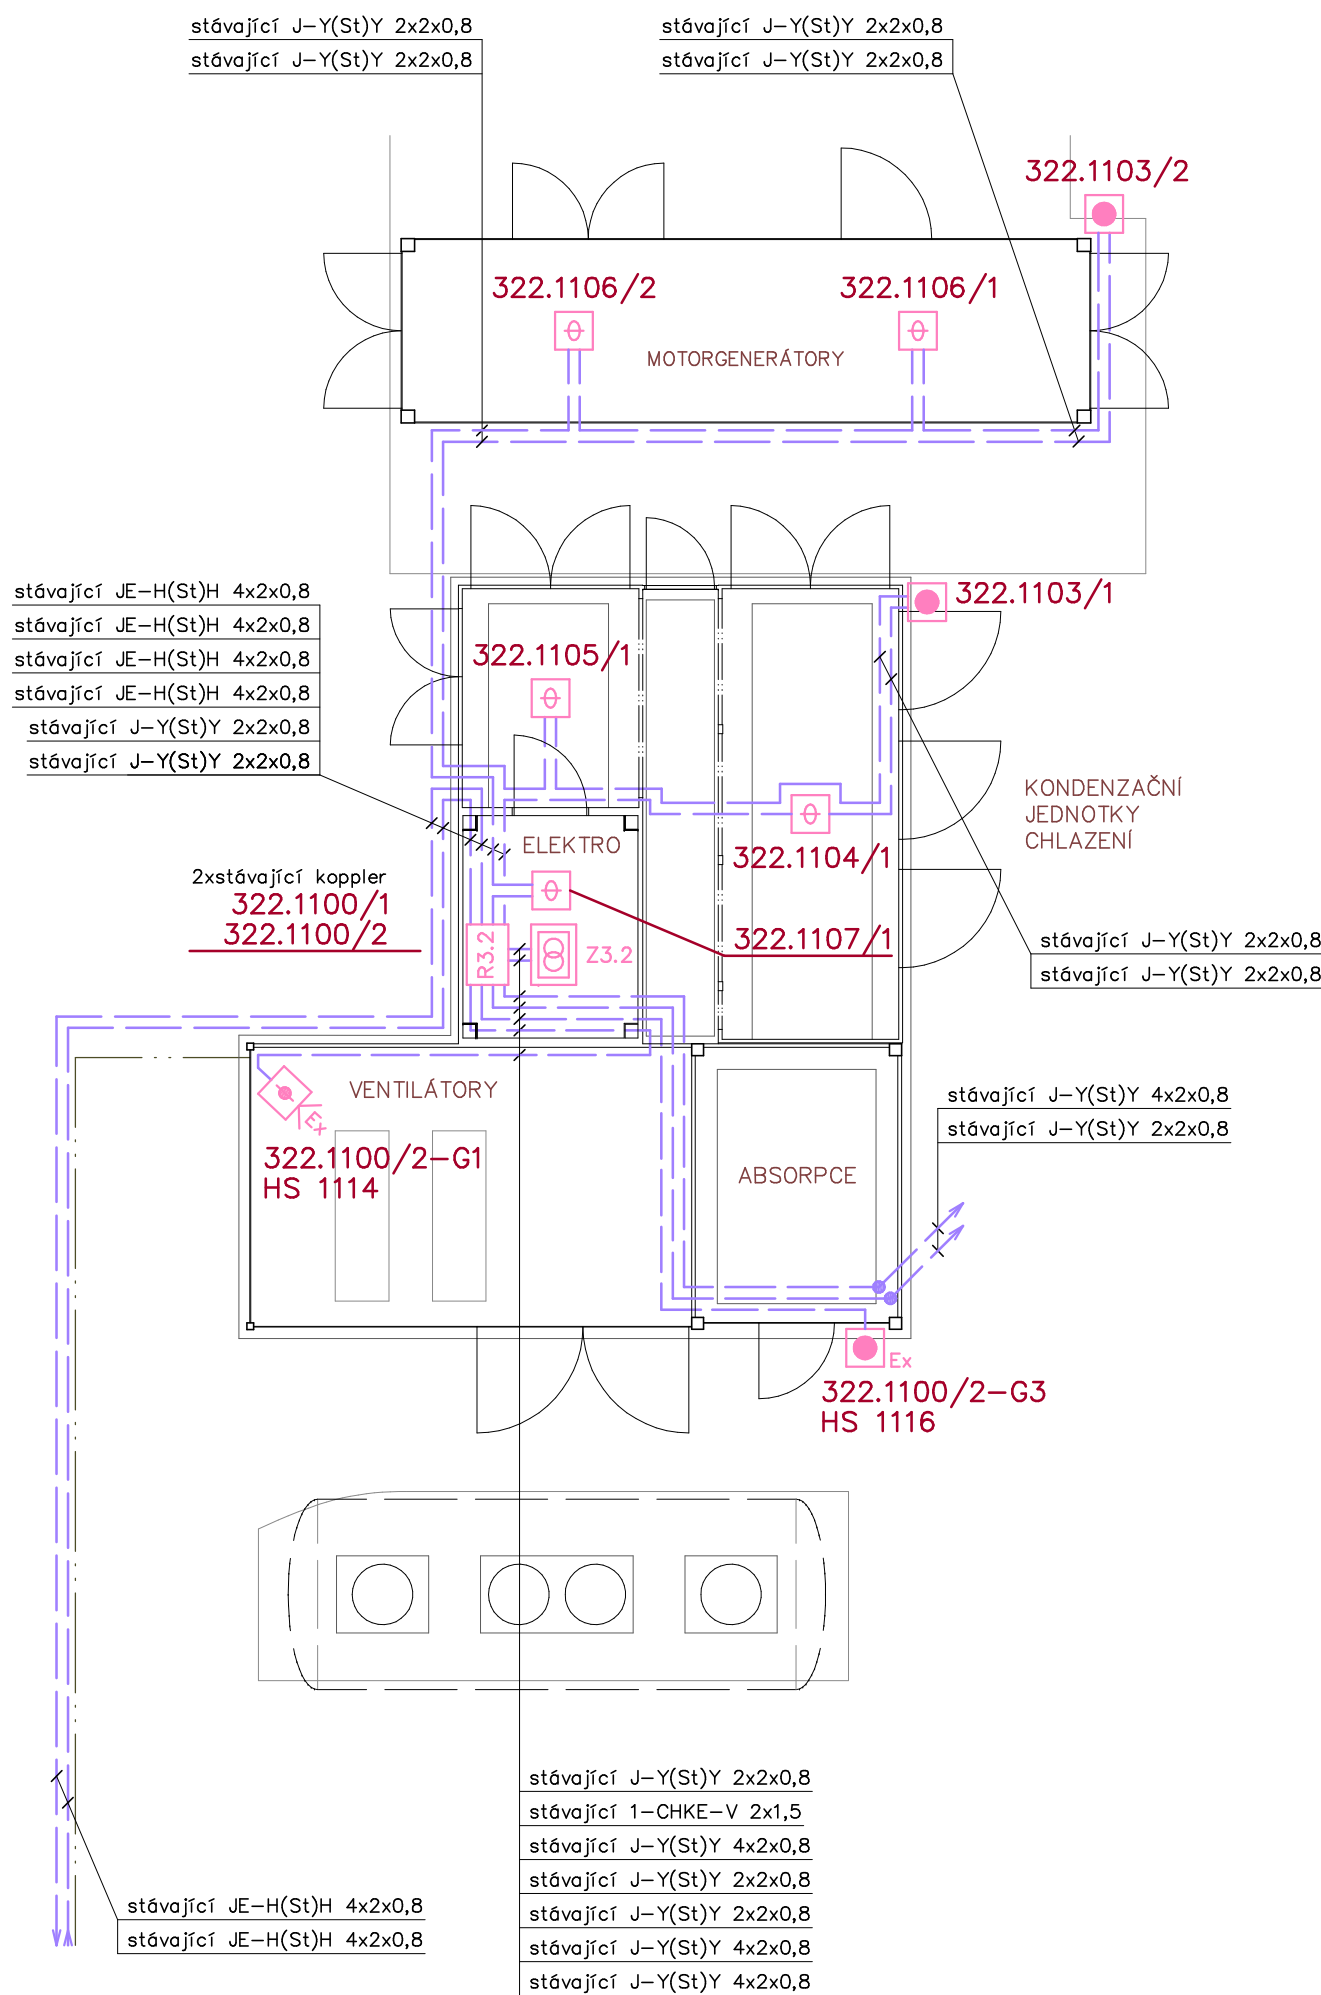 stávající J-Y(St)Y 2x2x0,8
stávající J-Y(St)Y 2x2x0,8
stávající J-Y(St)Y 2x2x0,8
stávající J-Y(St)Y 2x2x0,8
322.1103/2
322.1106/2
322.1106/1
MOTORGENERÁTORY
stávající JE-H(St)H 4x2x0,8
stávající JE-H(St)H 4x2x0,8
stávající JE-H(St)H 4x2x0,8
stávající JE-H(St)H 4x2x0,8
stávající J-Y(St)Y 2x2x0,8
stávající J-Y(St)Y 2x2x0,8
322.1103/1
322.1105/1
KONDENZAČNÍ
JEDNOTKY
CHLAZENÍ
ELEKTRO
322.1104/1
2xstávající koppler
322.1100/1
322.1100/2
322.1107/1
R3.2
Z3.2
stávající J-Y(St)Y 2x2x0,8
stávající J-Y(St)Y 2x2x0,8
VENTILÁTORY
Ex
322.1100/2-G1
HS 1114
stávající J-Y(St)Y 4x2x0,8
stávající J-Y(St)Y 2x2x0,8
ABSORPCE
Ex
322.1100/2-G3
HS 1116
stávající J-Y(St)Y 2x2x0,8
stávající 1-CHKE-V 2x1,5
stávající J-Y(St)Y 4x2x0,8
stávající J-Y(St)Y 2x2x0,8
stávající J-Y(St)Y 2x2x0,8
stávající J-Y(St)Y 4x2x0,8
stávající J-Y(St)Y 4x2x0,8
stávající JE-H(St)H 4x2x0,8
stávající JE-H(St)H 4x2x0,8